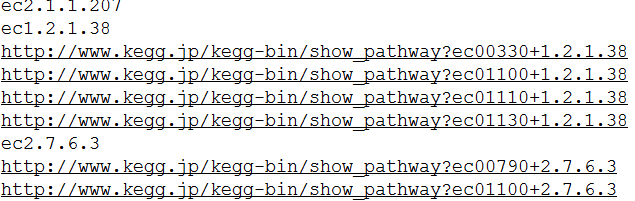 ec2.1.1.207
ec1.2.1.38
http://www.kegg.jp/kegg-bin/show_pathway?ec00330+1.2.1.38
http://www.kegg.jp/kegg-bin/show_pathway?ec01100+1.2.1.38
http://www.kegg.jp/kegg-bin/show_pathway?ec01110+1.2.1.38
http://www.kegg.jp/kegg-bin/show_pathway?ec01130+1.2.1.38
ec2.7.6.3
http://www.kegg.jp/kegg-bin/show_pathway?ec00790+2.7.6.3
http://www.kegg.jp/kegg-bin/show_pathway?ec01100+2.7.6.3